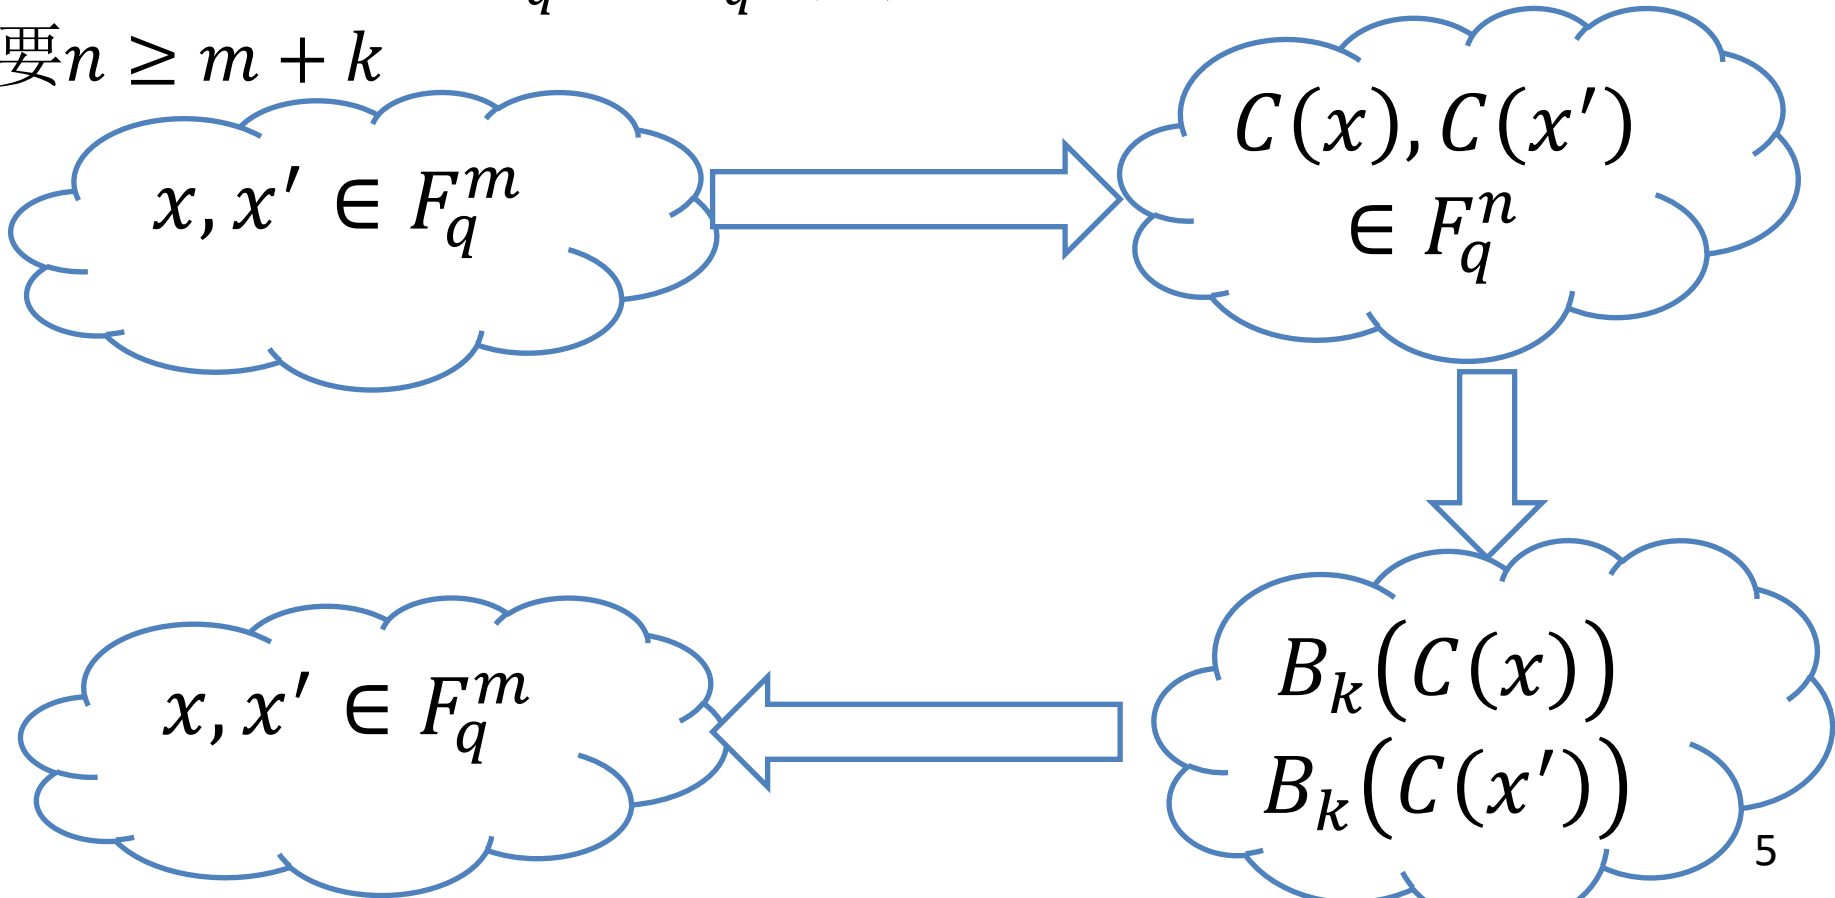 要n ≥ m + k
x, x′ ∈ F_q^m
C(x), C(x′)
∈ F_q^n
x, x′ ∈ F_q^m
B_k(C(x))
B_k(C(x′))
5